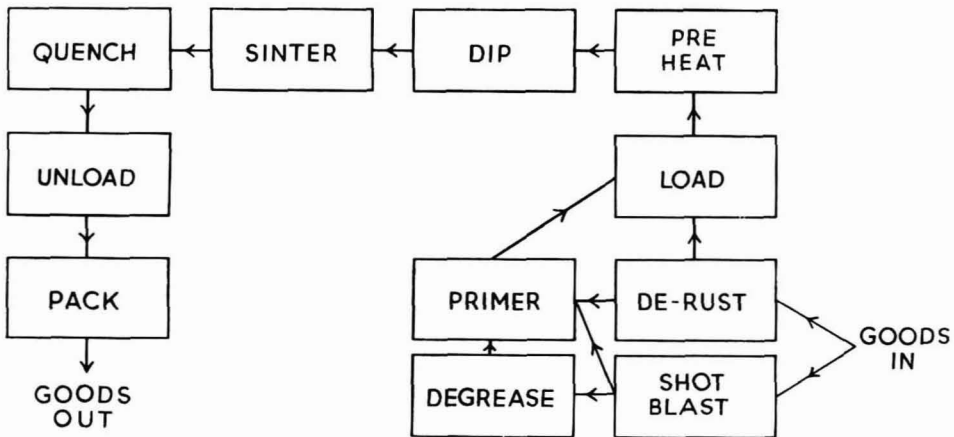 QUENCH
SINTER
DIP
PRE
HEAT
UNLOAD
LOAD
PACK
PRIMER
DE-RUST
GOODS
IN
GOODS
OUT
DEGREASE
SHOT
BLAST